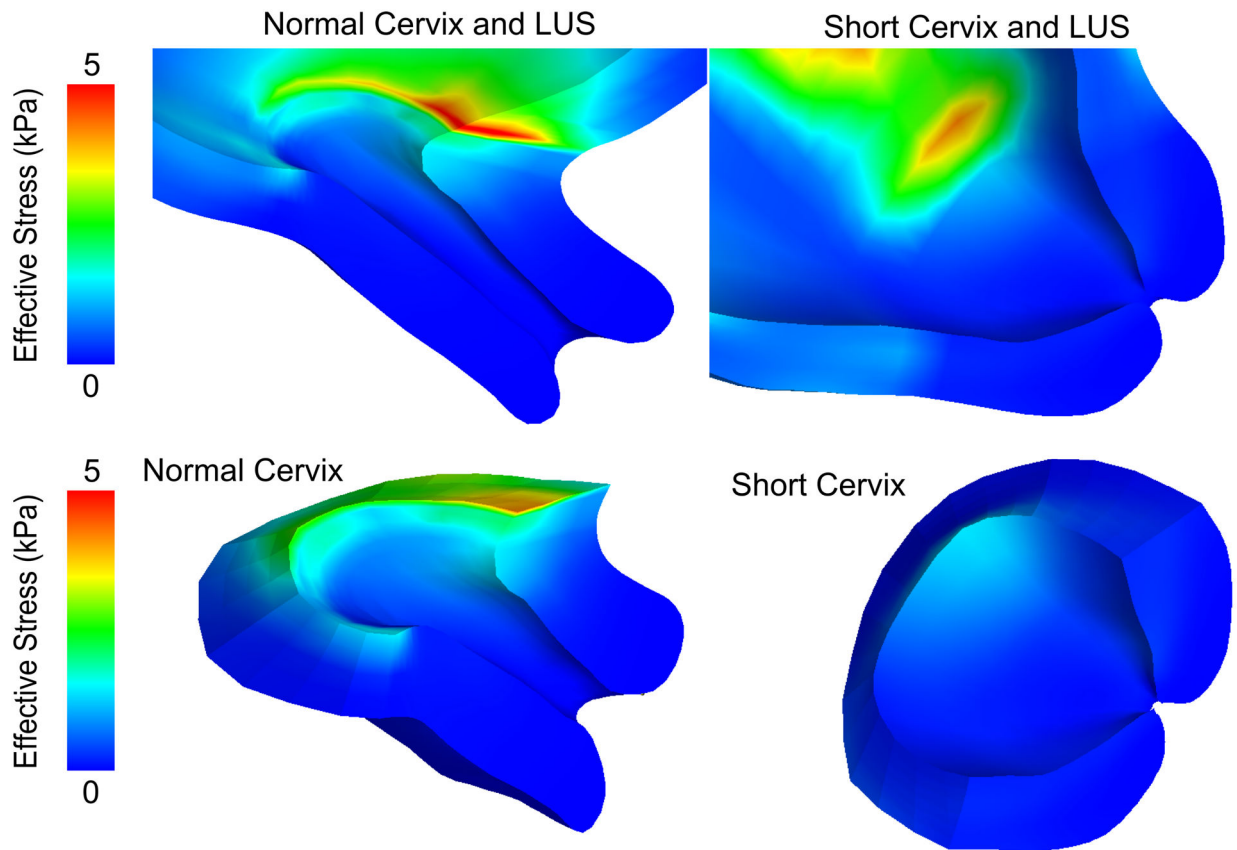 Normal Cervix and LUS
Short Cervix and LUS
5
Effective Stress (kPa)
0
Normal Cervix
Short Cervix
5
Effective Stress (kPa)
0